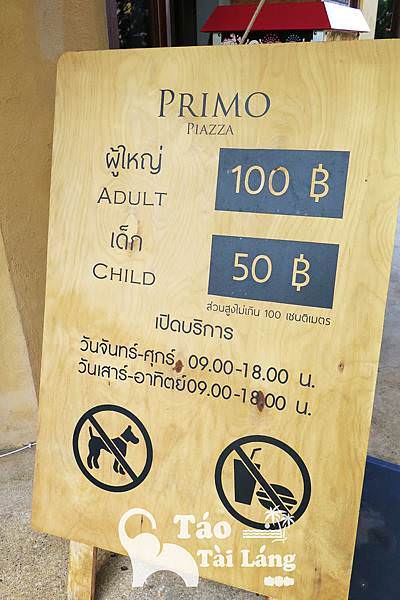 PRIMO
PIAZZA
ผู้ใหญ่
ADULT
100 ฿
เด็ก
CHILD
50 ฿
ส่วนสูงไม่เกิน 100 เซนติเมตร
เปิดบริการ
วันจันทร์-ศุกร์ 09.00-18.00 น.
วันเสาร์-อาทิตย์09.00-18.00 น.
Táo
Tài Láng